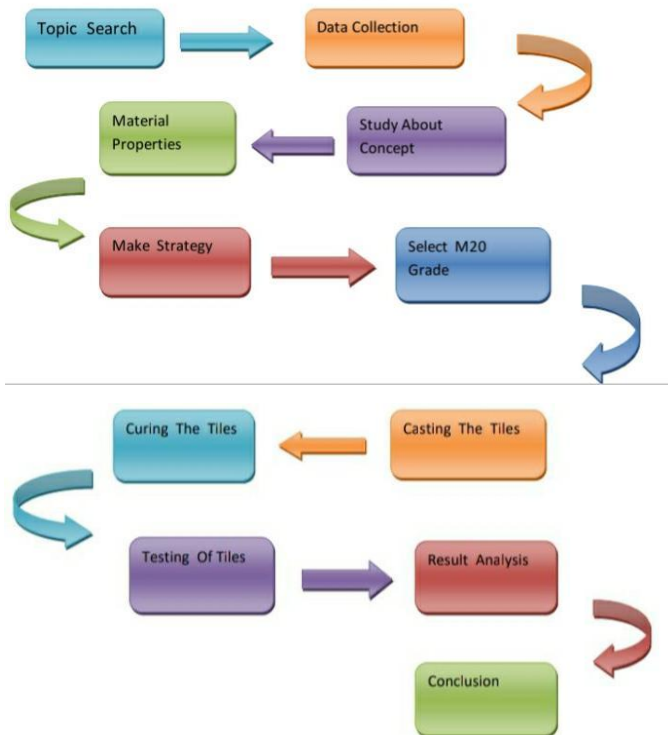 Topic Search
Data Collection
Study About
Concept
Material
Properties
Make Strategy
Select M20
Grade
Casting The Tiles
Curing The Tiles
Testing Of Tiles
Result Analysis
Conclusion